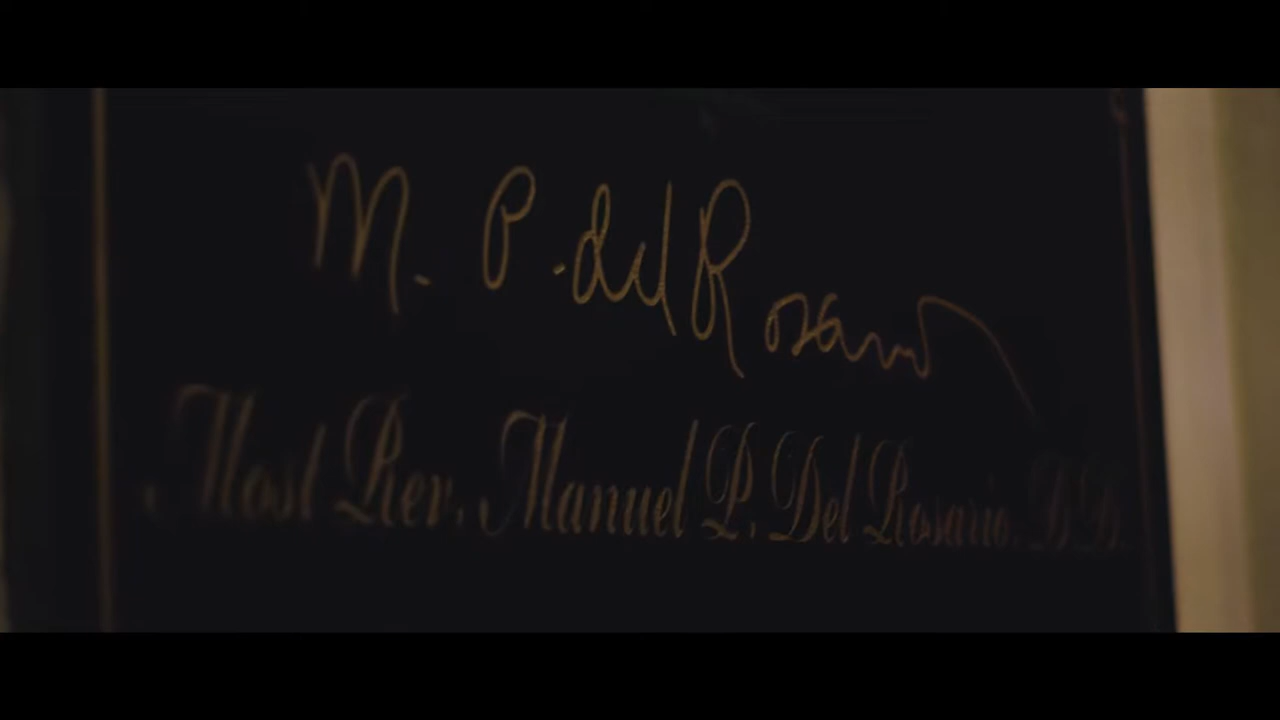 M. P. del Rosario
Most Rev. Manuel P. Del Rosario, D.D.